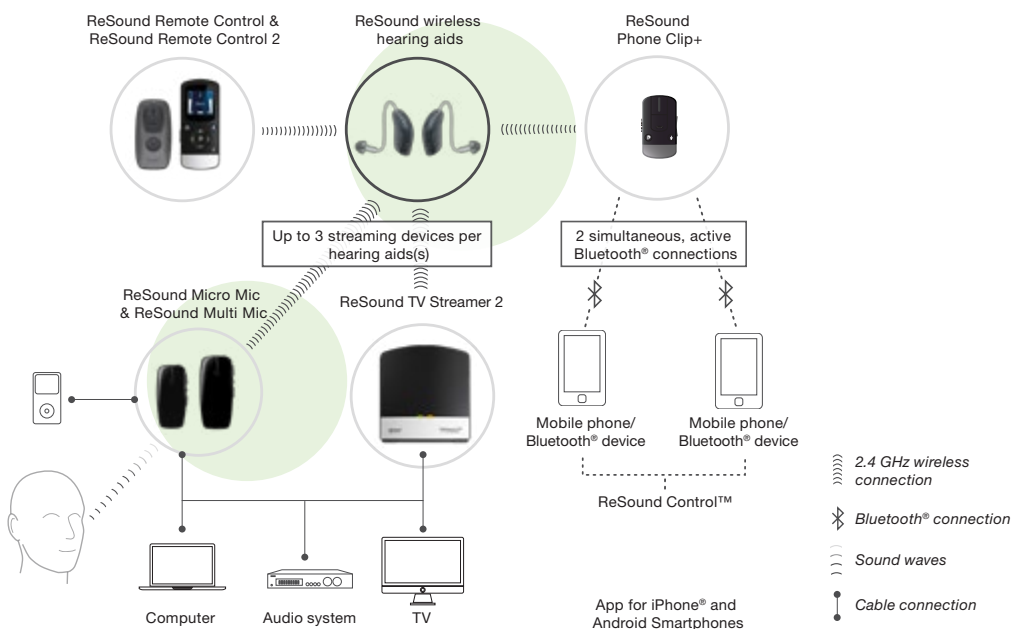 ReSound Remote Control &
ReSound Remote Control 2
ReSound wireless
hearing aids
ReSound
Phone Clip+
Up to 3 streaming devices per
hearing aids(s)
2 simultaneous, active
Bluetooth® connections
ReSound Micro Mic
& ReSound Multi Mic
ReSound TV Streamer 2
Mobile phone/
Bluetooth® device
Mobile phone/
Bluetooth® device
ReSound Control™
2.4 GHz wireless
connection
Bluetooth® connection
Sound waves
Cable connection
Computer
Audio system
TV
App for iPhone® and
Android Smartphones